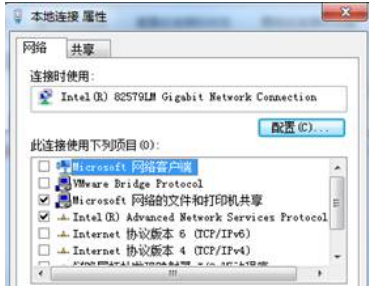 本地连接 属性
网络
共享
连接时使用:
Intel(R) 82579LM Gigabit Network Connection
配置(C)...
此连接使用下列项目(O):
Microsoft 网络客户端
VMware Bridge Protocol
Microsoft 网络的文件和打印机共享
Intel(R) Advanced Network Services Protocol
Internet 协议版本 6 (TCP/IPv6)
Internet 协议版本 4 (TCP/IPv4)